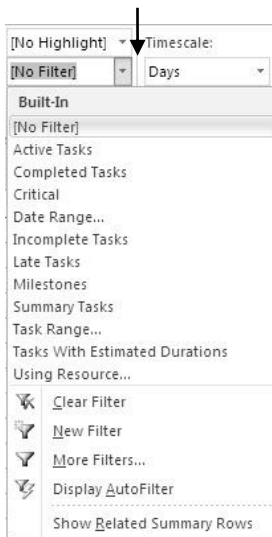 [No Highlight] Timescale:
[No Filter] Days
Built-In
[No Filter]
Active Tasks
Completed Tasks
Critical
Date Range...
Incomplete Tasks
Late Tasks
Milestones
Summary Tasks
Task Range...
Tasks With Estimated Durations
Using Resource...
Clear Filter
New Filter
More Filters...
Display AutoFilter
Show Related Summary Rows